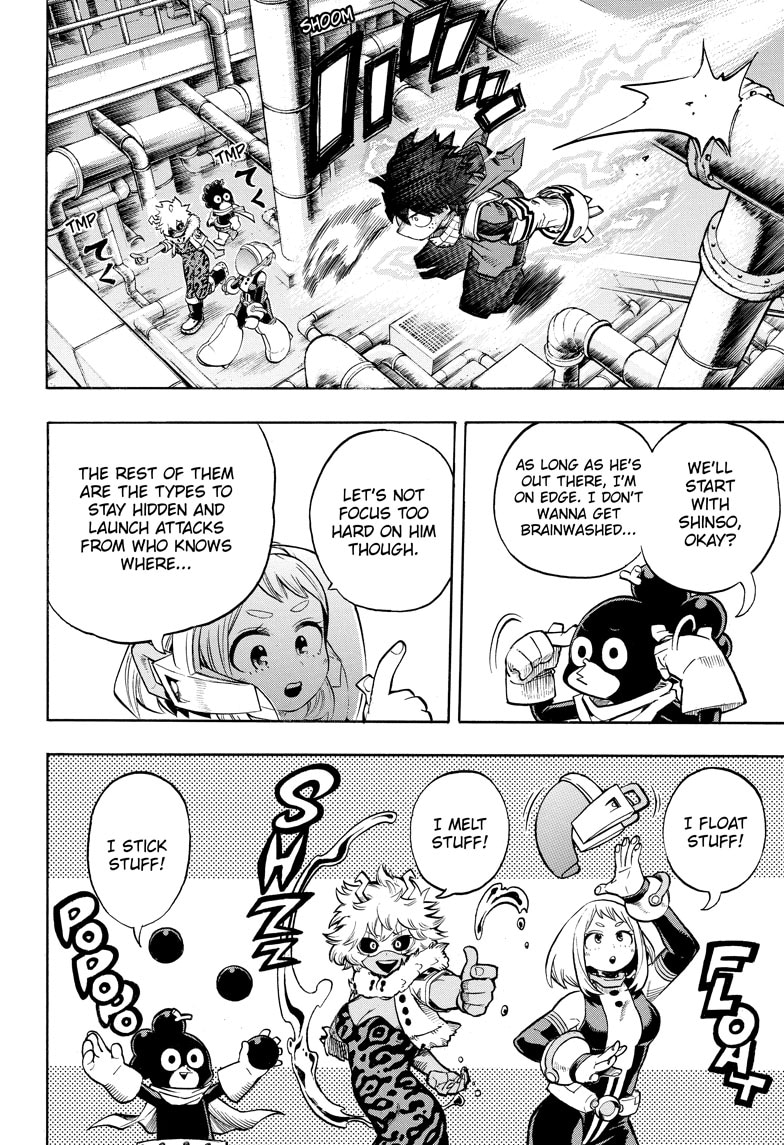 SHOOM
TMP
てく
TMP
てく
WE'LL
START
WITH
SHINSO,
OKAY?
AS LONG AS HE'S
OUT THERE, I'M
ON EDGE. I DON'T
WANNA GET
BRAINWASHED...
LET'S NOT
FOCUS TOO
HARD ON HIM
THOUGH.
THE REST OF THEM
ARE THE TYPES TO
STAY HIDDEN AND
LAUNCH ATTACKS
FROM WHO KNOWS
WHERE...
I FLOAT
STUFF!
FLOAT
I MELT
STUFF!
SHZZ
I STICK
STUFF!
POPOPO